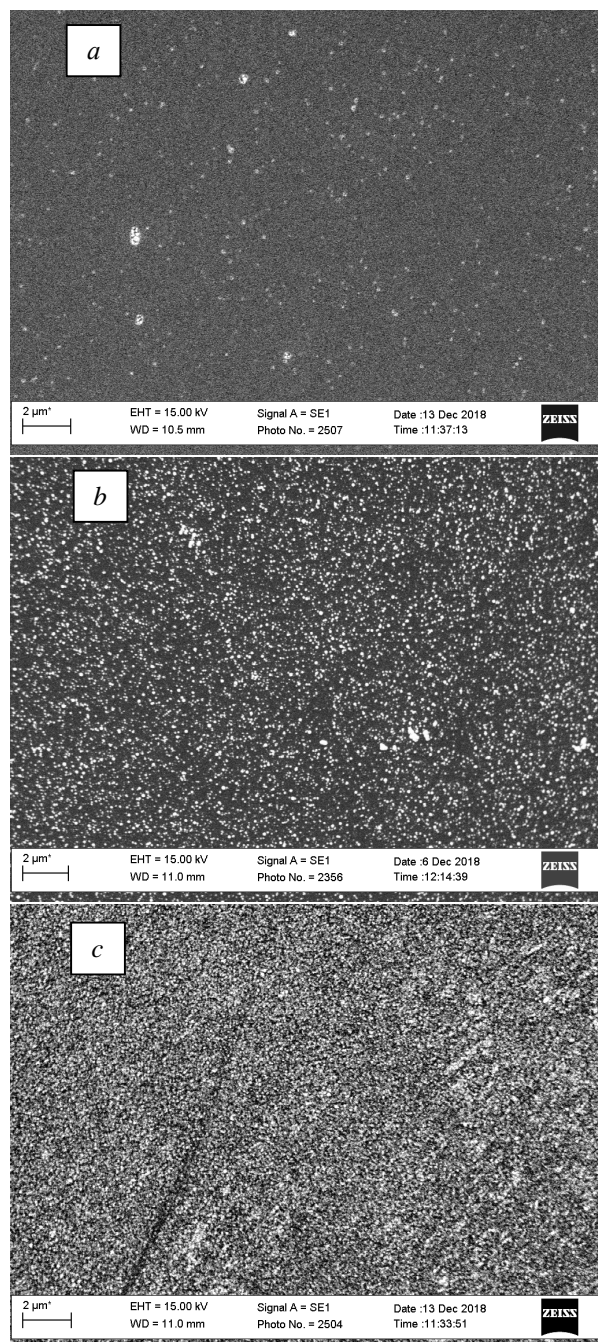 a
2 µm*
EHT = 15.00 kV
Signal A = SE1
Date :13 Dec 2018
ZEISS
WD = 10.5 mm
Photo No. = 2507
Time :11:37:13
b
2 µm*
EHT = 15.00 kV
Signal A = SE1
Date :6 Dec 2018
ZEISS
WD = 11.0 mm
Photo No. = 2356
Time :12:14:39
c
2 µm*
EHT = 15.00 kV
Signal A = SE1
Date :13 Dec 2018
ZEISS
WD = 11.0 mm
Photo No. = 2504
Time :11:33:51